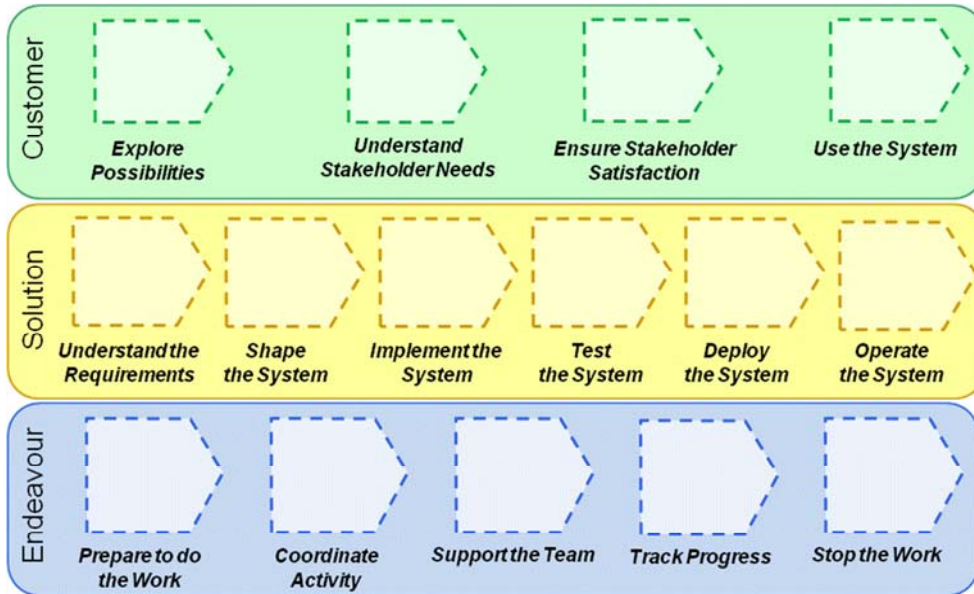 Customer
Explore
Possibilities
Understand
Stakeholder Needs
Ensure Stakeholder
Satisfaction
Use the System
Solution
Understand the
Requirements
Shape
the System
Implement the
System
Test
the System
Deploy
the System
Operate
the System
Endeavour
Prepare to do
the Work
Coordinate
Activity
Support the Team
Track Progress
Stop the Work